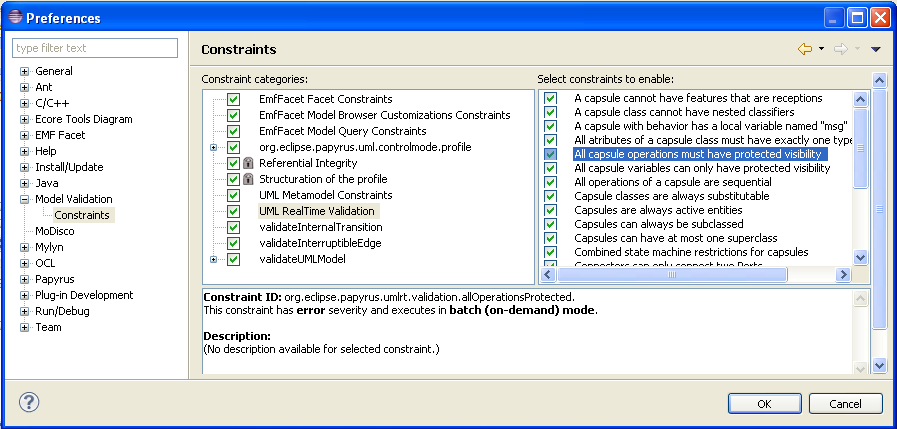 Preferences
type filter text
General
Ant
C/C++
Ecore Tools Diagram
EMF Facet
Help
Install/Update
Java
Model Validation
Constraints
MoDisco
Mylyn
OCL
Papyrus
Plug-in Development
Run/Debug
Team
Constraints
Constraint categories:
EmfFacet Facet Constraints
EmfFacet Model Browser Customizations Constraints
EmfFacet Model Query Constraints
org.eclipse.papyrus.uml.controlmode.profile
Referential Integrity
Structuration of the profile
UML Metamodel Constraints
UML RealTime Validation
validateInternalTransition
validateInterruptibleEdge
validateUMLModel
Select constraints to enable:
A capsule cannot have features that are receptions
A capsule class cannot have nested classifiers
A capsule with behavior has a local variable named "msg"
All atributes of a capsule class must have exactly one type
All capsule operations must have protected visibility
All capsule variables can only have protected visibility
All operations of a capsule are sequential
Capsule classes are always substitutable
Capsules are always active entities
Capsules can always be subclassed
Capsules can have at most one superclass
Combined state machine restrictions for capsules
Connectors can only connect two Ports
Constraint ID: org.eclipse.papyrus.umlrt.validation.allOperationsProtected.
This constraint has error severity and executes in batch (on-demand) mode.
Description:
(No description available for selected constraint.)
OK
Cancel